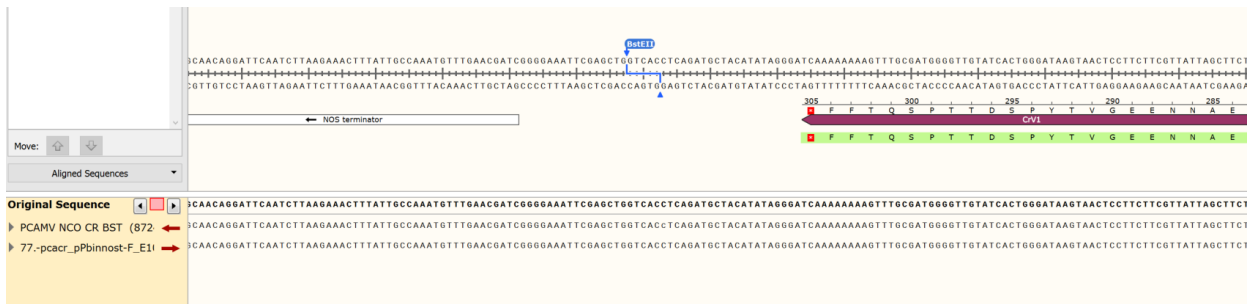 BstEII
GCAACAGGATTCAATCTTAAGAAACTTTATTGCCAAATGTTTGAACGATCGGGGAAATTCGAGCTGGTCACCTCAGATGCTACATATAGGGATCAAAAAAAAGTTTGCGATGGGGTTGTATCACTGGGATAAGTAACTCCTTCTTCGTTATTAGCTTCT
CGTTGTCCTAAGTTAGAATTCTTTGAAATAACGGTTTACAAACTTGCTAGCCCCTTTAAGCTCGACCAGTGGAGTCTACGATGTATATCCCTAGTTTTTTTTCAAACGCTACCCCAACATAGTGACCCTATTCATTGAGGAAGAAGCAATAATCGAAGA
305 300 295 290 285
F F T Q S P T T D S P Y T V G E E N N A E
← NOS terminator
CrV1
F F T Q S P T T D S P Y T V G E E N N A E
Move:
Aligned Sequences
Original Sequence
GCAACAGGATTCAATCTTAAGAAACTTTATTGCCAAATGTTTGAACGATCGGGGAAATTCGAGCTGGTCACCTCAGATGCTACATATAGGGATCAAAAAAAAGTTTGCGATGGGGTTGTATCACTGGGATAAGTAACTCCTTCTTCGTTATTAGCTTCT
PCAMV NCO CR BST (872-
GCAACAGGATTCAATCTTAAGAAACTTTATTGCCAAATGTTTGAACGATCGGGGAAATTCGAGCTGGTCACCTCAGATGCTACATATAGGGATCAAAAAAAAGTTTGCGATGGGGTTGTATCACTGGGATAAGTAACTCCTTCTTCGTTATTAGCTTCT
77.-pcacr_pPbinnost-F_E1(
GCAACAGGATTCAATCTTAAGAAACTTTATTGCCAAATGTTTGAACGATCGGGGAAATTCGAGCTGGTCACCTCAGATGCTACATATAGGGATCAAAAAAAAGTTTGCGATGGGGTTGTATCACTGGGATAAGTAACTCCTTCTTCGTTATTAGCTTCT